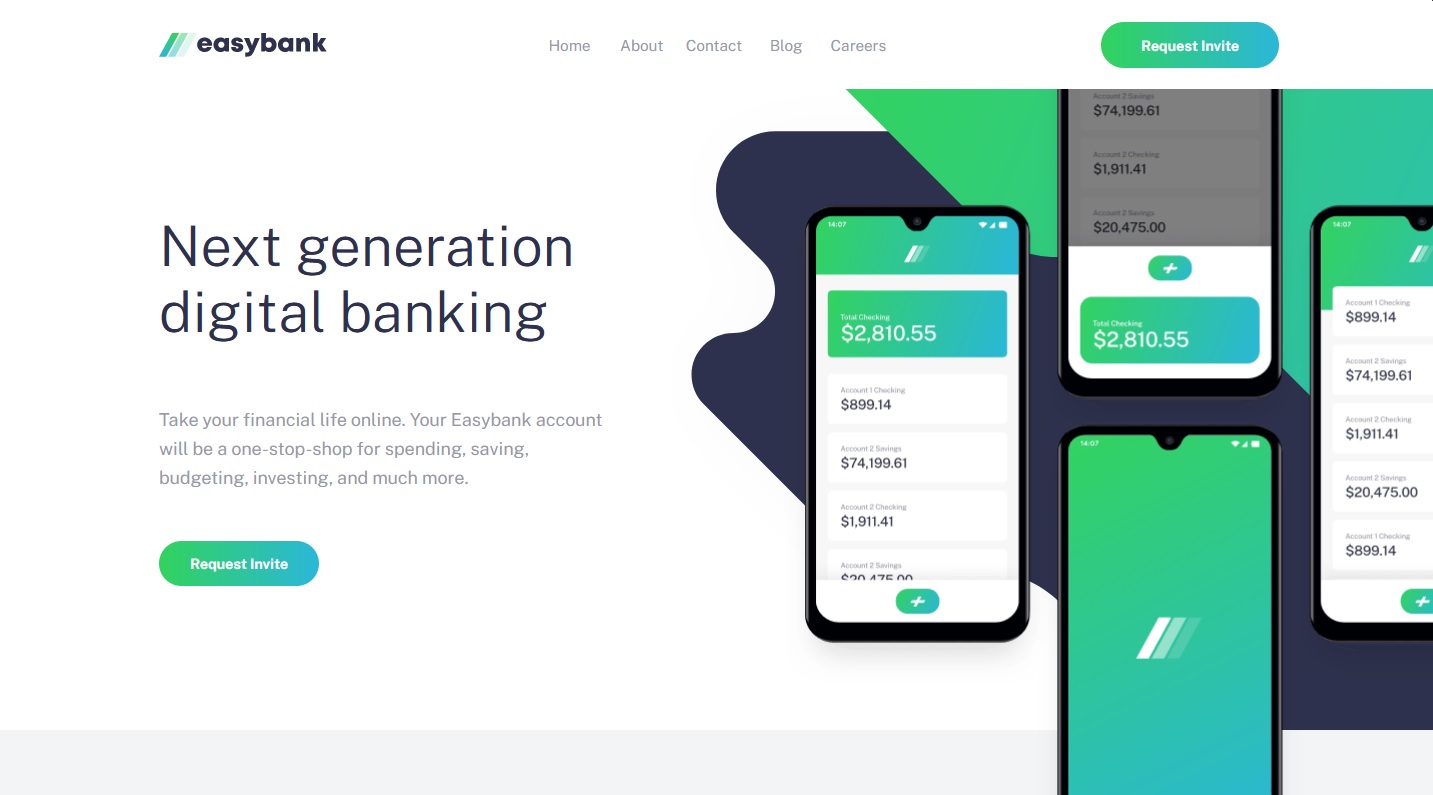 easybank
Home About Contact Blog Careers
Request Invite
Next generation
digital banking
Take your financial life online. Your Easybank account
will be a one-stop-shop for spending, saving,
budgeting, investing, and much more.
Request Invite
14:07
Total Checking
$2,810.55
Account 1 Checking
$899.14
Account 2 Savings
$74,199.61
Account 2 Checking
$1,911.41
Account 2 Savings
$20,475.00
Account 2 Savings
$74,199.61
Account 2 Checking
$1,911.41
Account 2 Savings
$20,475.00
Total Checking
$2,810.55
14:07
14:07
Account 1 Checking
$899.14
Account 2 Savings
$74,199.61
Account 2 Checking
$1,911.41
Account 2 Savings
$20,475.00
Account 1 Checking
$899.14